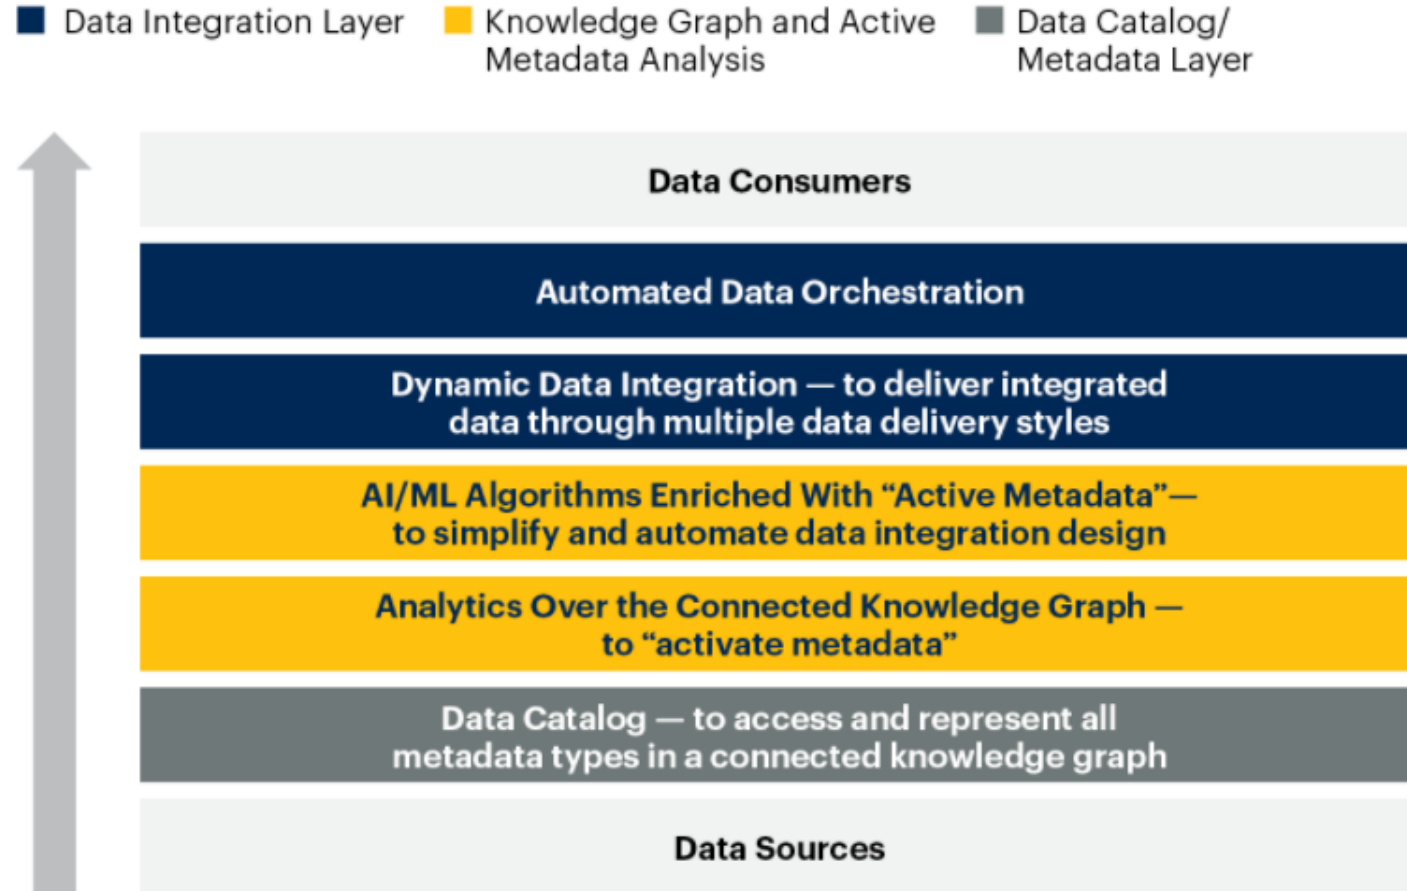 Data Integration Layer
Knowledge Graph and Active
Metadata Analysis
Data Catalog/
Metadata Layer
Data Consumers
Automated Data Orchestration
Dynamic Data Integration — to deliver integrated
data through multiple data delivery styles
AI/ML Algorithms Enriched With “Active Metadata”—
to simplify and automate data integration design
Analytics Over the Connected Knowledge Graph —
to “activate metadata”
Data Catalog — to access and represent all
metadata types in a connected knowledge graph
Data Sources